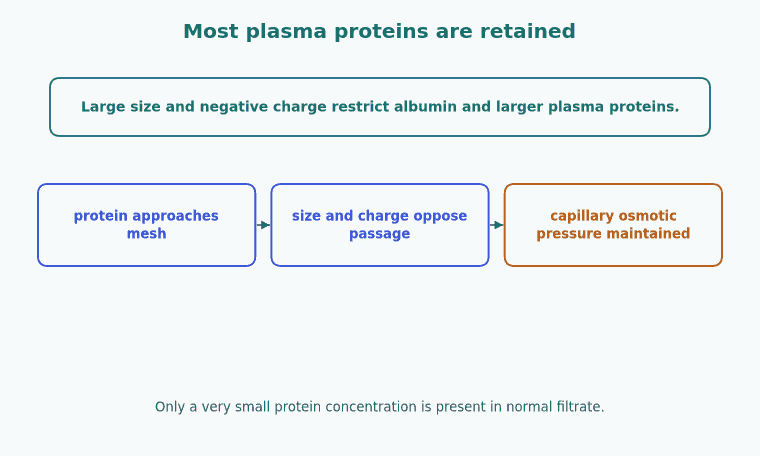 Most plasma proteins are retained
Large size and negative charge restrict albumin and larger plasma proteins.
protein approaches
mesh
size and charge oppose
passage
capillary osmotic
pressure maintained
Only a very small protein concentration is present in normal filtrate.